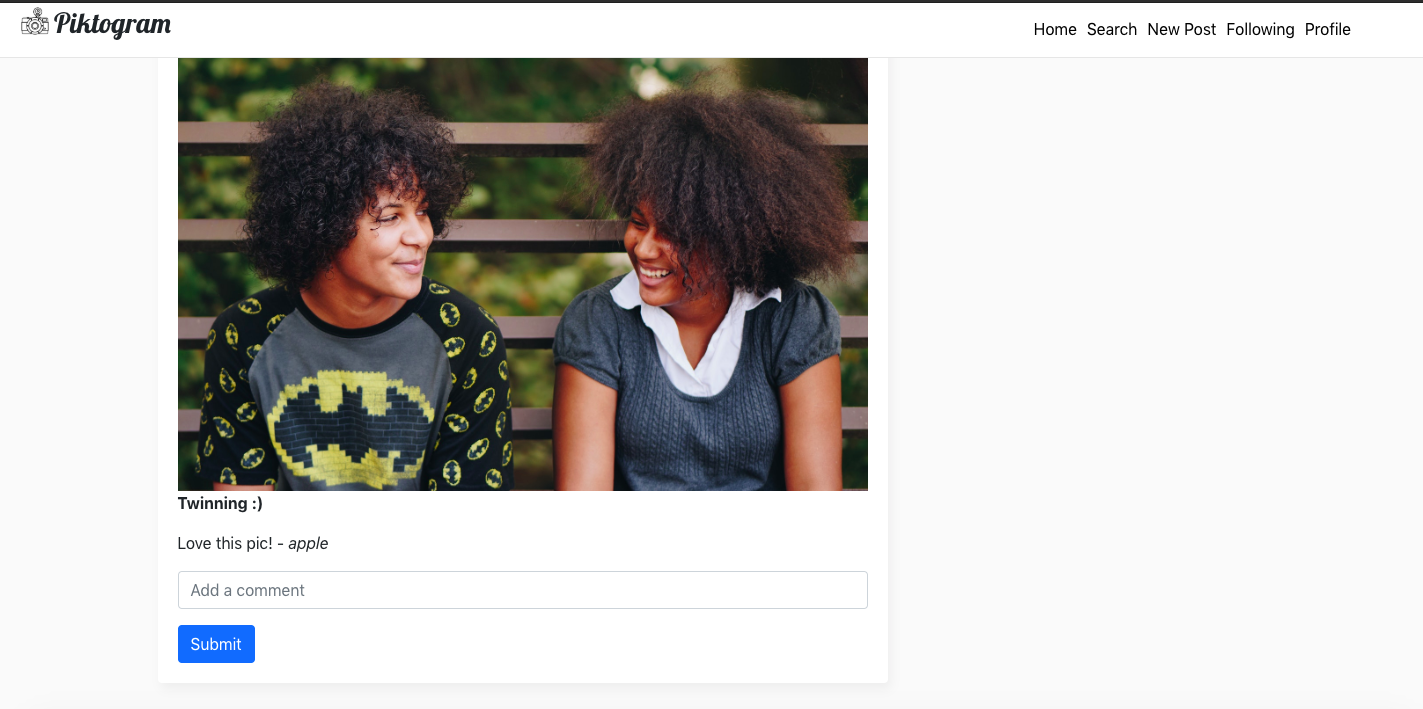 Piktogram
Home Search New Post Following Profile
Twinning :)
Love this pic! - apple
Add a comment
Submit